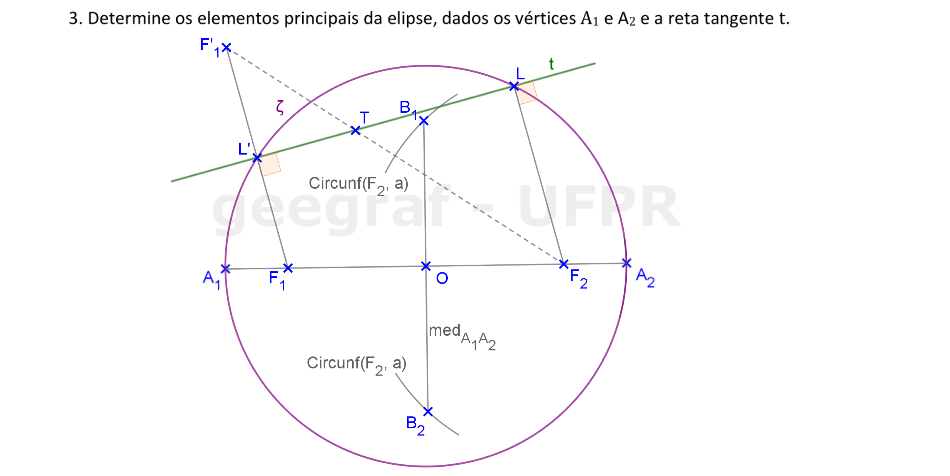 3. Determine os elementos principais da elipse, dados os vértices A₁ e A₂ e a reta tangente t.
F'₁
t
L
ζ
T
B₁
L'
Circunf(F₂, a)
geegraf - UFPR
A₁
F₁
O
F₂
A₂
med A₁A₂
Circunf(F₂, a)
B₂